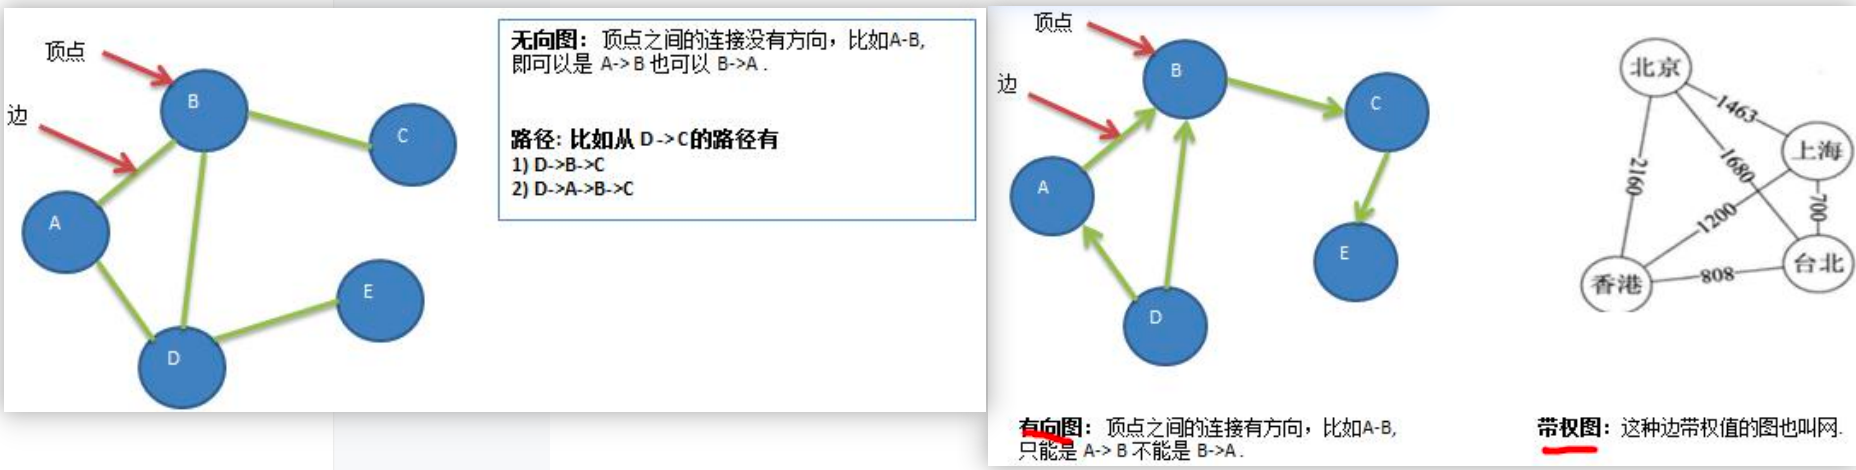 顶点
边
B
C
A
E
D
无向图： 顶点之间的连接没有方向，比如A-B,
即可以是 A-> B 也可以 B->A .
路径: 比如从 D -> C的路径有
1) D->B->C
2) D->A->B->C
顶点
边
B
C
A
E
D
有向图： 顶点之间的连接有方向，比如A-B,
只能是 A-> B 不能是 B->A .
北京
1463
上海
2160
1680
1200
700
香港
808
台北
带权图：这种边带权值的图也叫网.